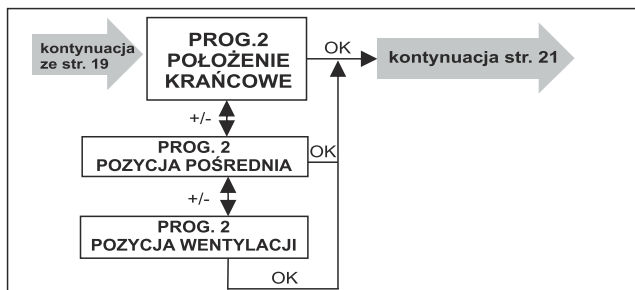 kontynuacja
ze str. 19
PROG.2
POŁOŻENIE
KRAŃCOWE
OK
kontynuacja str. 21
+/-
PROG. 2
POZYCJA POŚREDNIA
OK
+/-
PROG. 2
POZYCJA WENTYLACJI
OK